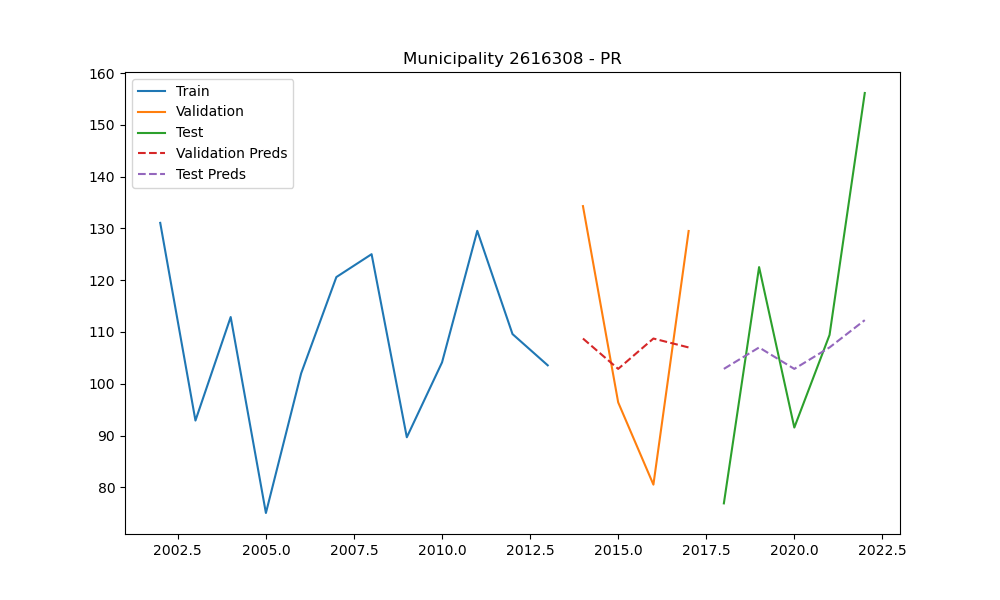 Municipality 2616308 - PR
Train
Validation
Test
Validation Preds
Test Preds
160
150
140
130
120
110
100
90
80
2002.5 2005.0 2007.5 2010.0 2012.5 2015.0 2017.5 2020.0 2022.5